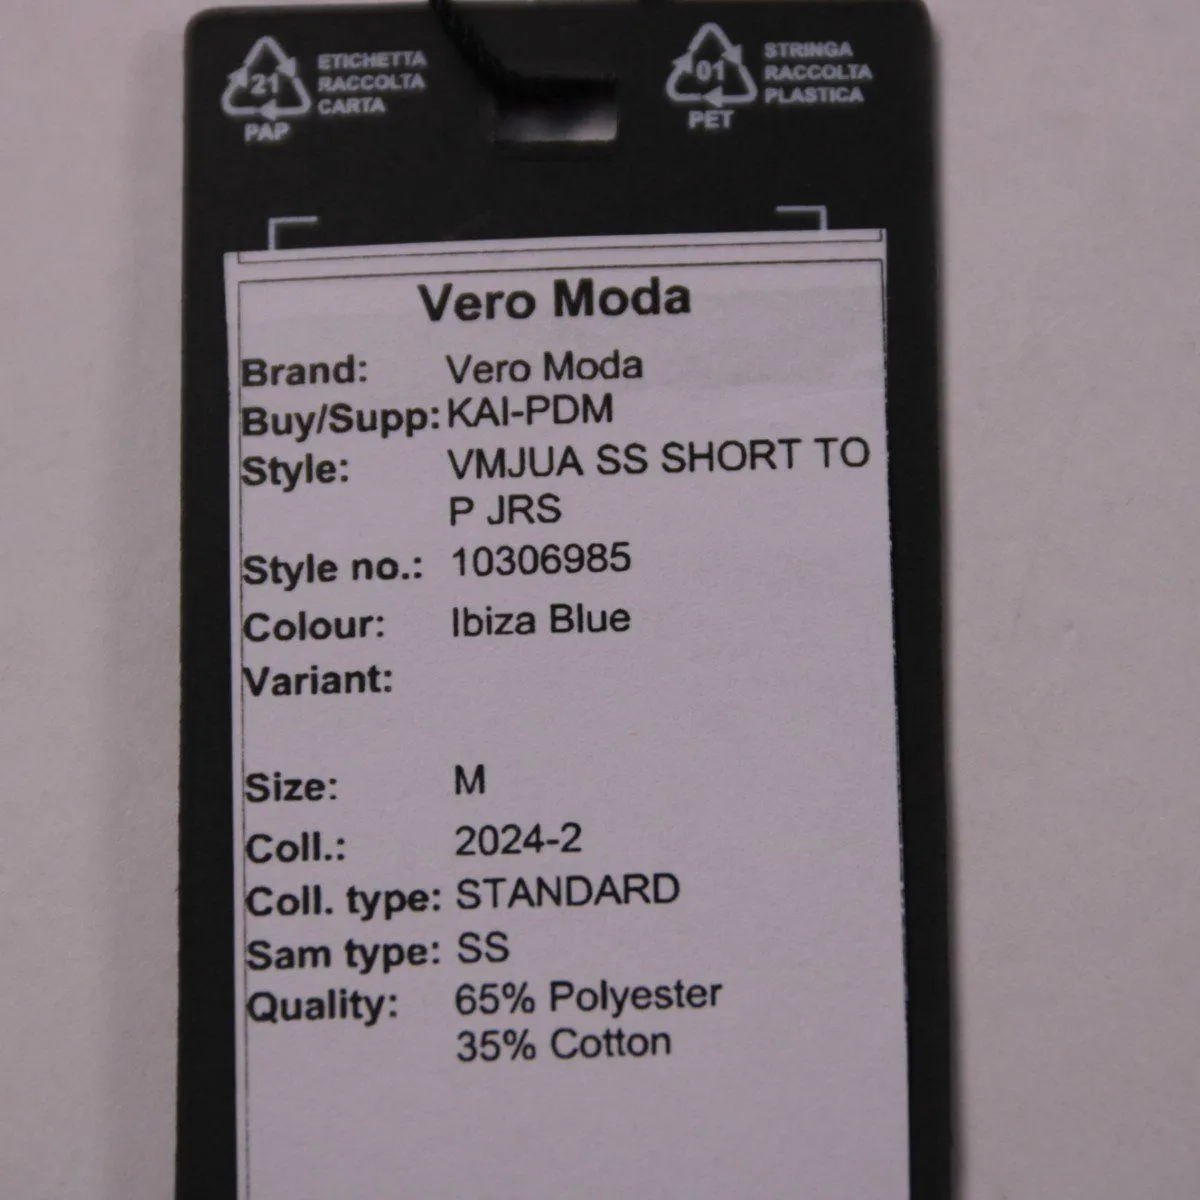 21
PAP
ETICHETTA
RACCOLTA
CARTA
01
PET
STRINGA
RACCOLTA
PLASTICA
Vero Moda
Brand: Vero Moda
Buy/Supp: KAI-PDM
Style: VMJUA SS SHORT TO
P JRS
Style no.: 10306985
Colour: Ibiza Blue
Variant:
Size: M
Coll.: 2024-2
Coll. type: STANDARD
Sam type: SS
Quality: 65% Polyester
35% Cotton